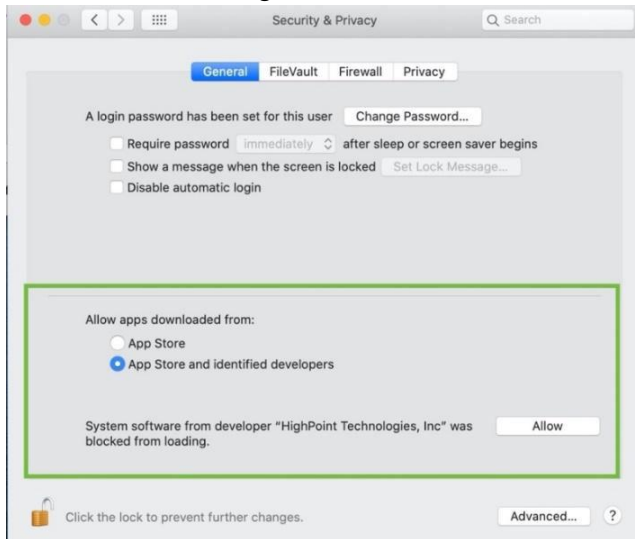 Security & Privacy
Search
General FileVault Firewall Privacy
A login password has been set for this user Change Password...
Require password immediately after sleep or screen saver begins
Show a message when the screen is locked Set Lock Message...
Disable automatic login
Allow apps downloaded from:
App Store
App Store and identified developers
System software from developer "HighPoint Technologies, Inc" was Allow
blocked from loading.
Click the lock to prevent further changes. Advanced... ?